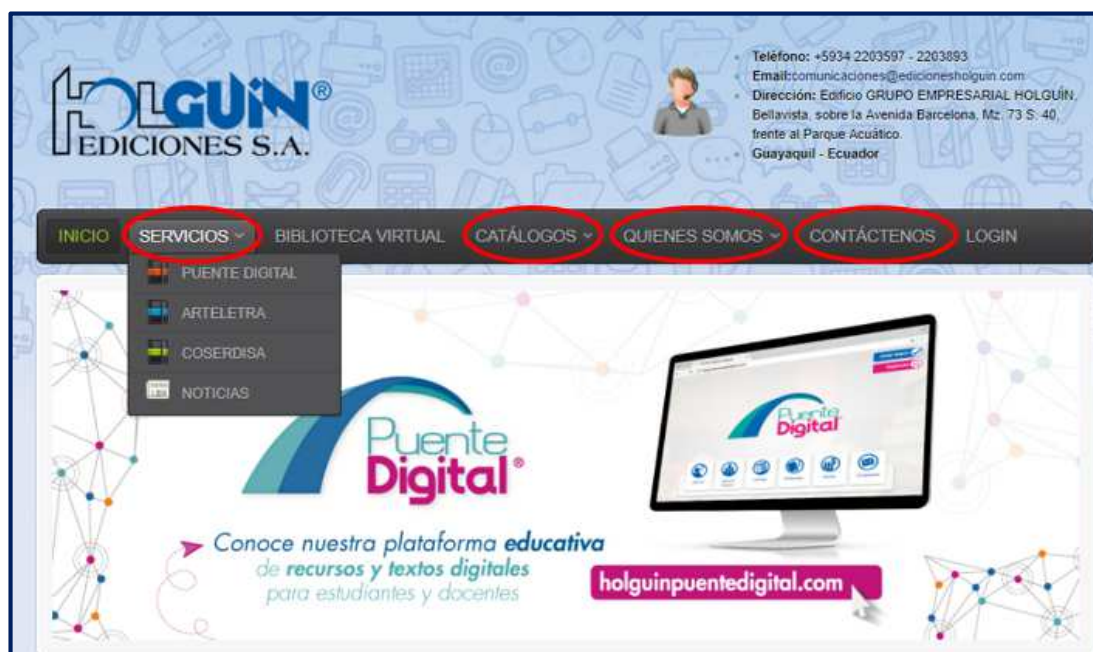 HOLGUÍN®
EDICIONES S.A.
Teléfono: +5934 2203597 - 2203893
Email:comunicaciones@edicionesholguin.com
Dirección: Edificio GRUPO EMPRESARIAL HOLGUÍN,
Bellavista, sobre la Avenida Barcelona, Mz. 73 S. 40,
frente al Parque Acuático.
Guayaquil - Ecuador
INICIO SERVICIOS BIBLIOTECA VIRTUAL CATÁLOGOS QUIENES SOMOS CONTÁCTENOS LOGIN
PUENTE DIGITAL
ARTELETRA
COSERDISA
NOTICIAS
Puente
Digital®
Conoce nuestra plataforma educativa
de recursos y textos digitales
para estudiantes y docentes
Puente
Digital
holguinpuentedigital.com